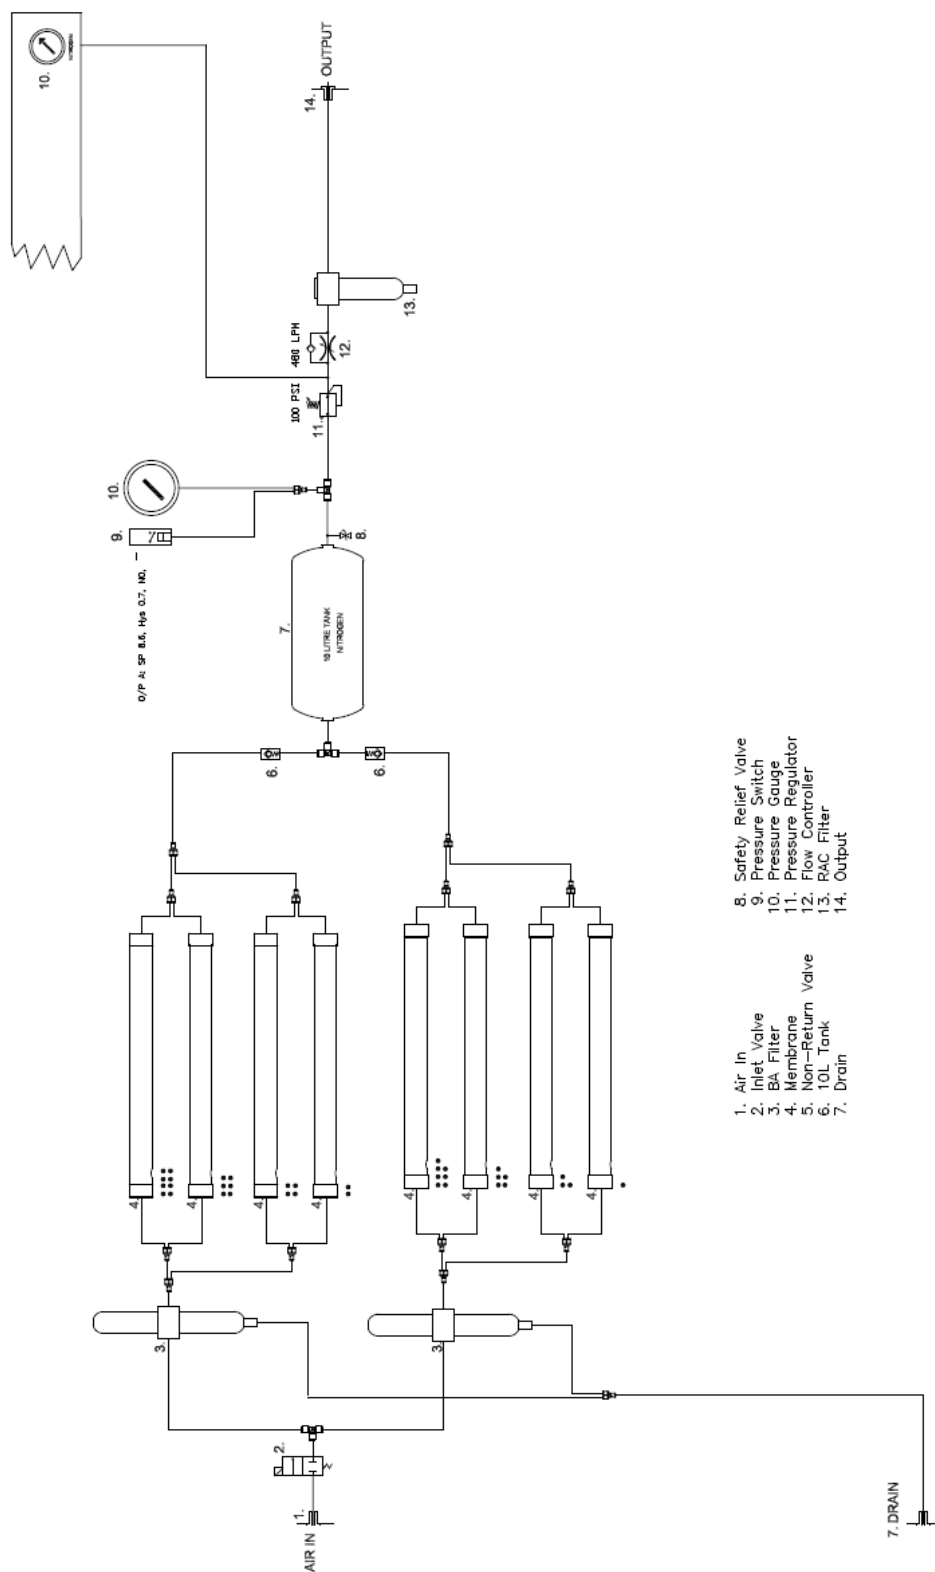 10.
NITROGEN
OUTPUT
14.
13.
460 LPH
12.
100 PSI
11.
10.
9.
O/P A: SP 8.6, Hys 0.7, NO, –
8.
7.
10 LITRE TANK
NITROGEN
6.
6.
4.
4.
4.
4.
4.
4.
4.
4.
3.
3.
2.
1.
AIR IN
7. DRAIN
1. Air In
2. Inlet Valve
3. BA Filter
4. Membrane
5. Non-Return Valve
6. 10L Tank
7. Drain
8. Safety Relief Valve
9. Pressure Switch
10. Pressure Gauge
11. Pressure Regulator
12. Flow Controller
13. RAC Filter
14. Output